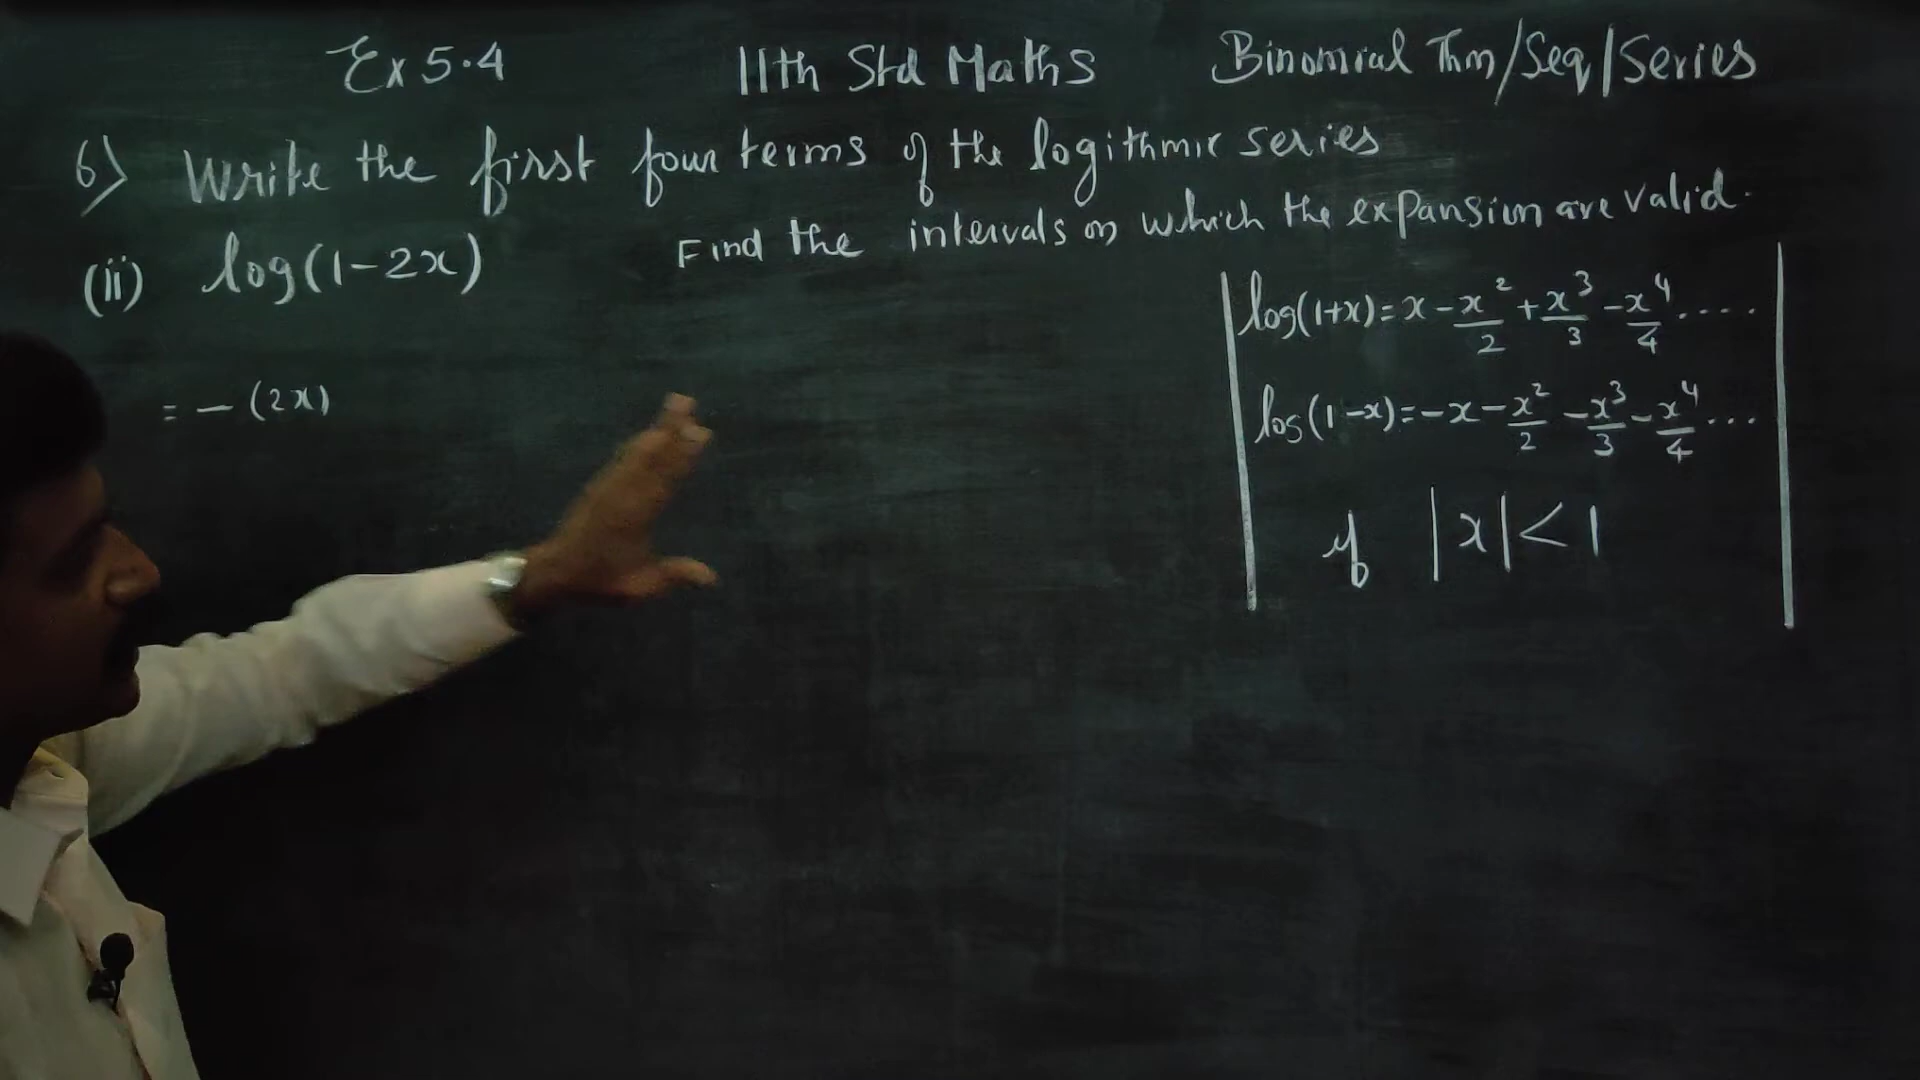 Ex 5.4 11th Std Maths Binomial Thm/Seq/Series
6) Write the first four terms of the logithmic series
Find the intervals on which the expansion are valid.
(ii) log(1-2x)
log(1+x)=x-x²/2+x³/3-x⁴/4....
= -(2x)
log(1-x)=-x-x²/2-x³/3-x⁴/4...
if |x|<1